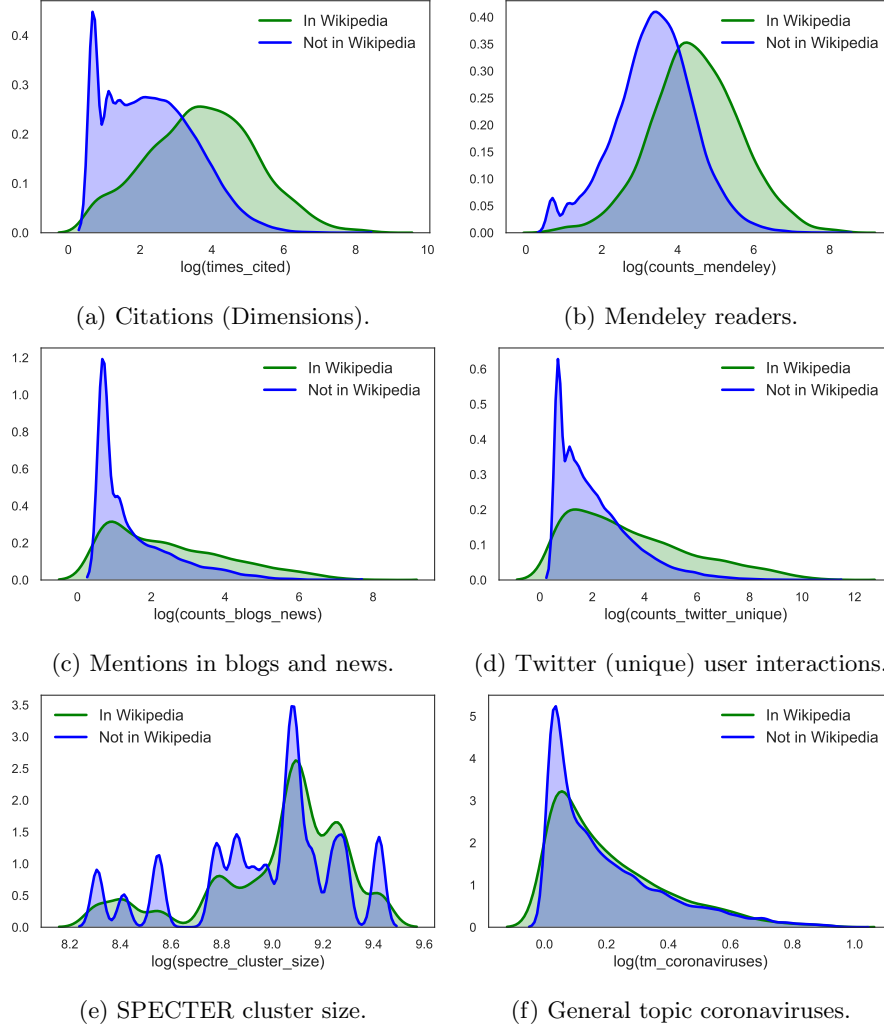 In Wikipedia
Not in Wikipedia
0.4
0.3
0.2
0.1
0.0
0 2 4 6 8 10
log(times_cited)
(a) Citations (Dimensions).
In Wikipedia
Not in Wikipedia
0.40
0.35
0.30
0.25
0.20
0.15
0.10
0.05
0.00
0 2 4 6 8
log(counts_mendeley)
(b) Mendeley readers.
In Wikipedia
Not in Wikipedia
1.2
1.0
0.8
0.6
0.4
0.2
0.0
0 2 4 6 8
log(counts_blogs_news)
(c) Mentions in blogs and news.
In Wikipedia
Not in Wikipedia
0.6
0.5
0.4
0.3
0.2
0.1
0.0
0 2 4 6 8 10 12
log(counts_twitter_unique)
(d) Twitter (unique) user interactions.
In Wikipedia
Not in Wikipedia
3.5
3.0
2.5
2.0
1.5
1.0
0.5
0.0
8.2 8.4 8.6 8.8 9.0 9.2 9.4 9.6
log(spectre_cluster_size)
(e) SPECTER cluster size.
In Wikipedia
Not in Wikipedia
5
4
3
2
1
0
0.0 0.2 0.4 0.6 0.8 1.0
log(tm_coronaviruses)
(f) General topic coronaviruses.